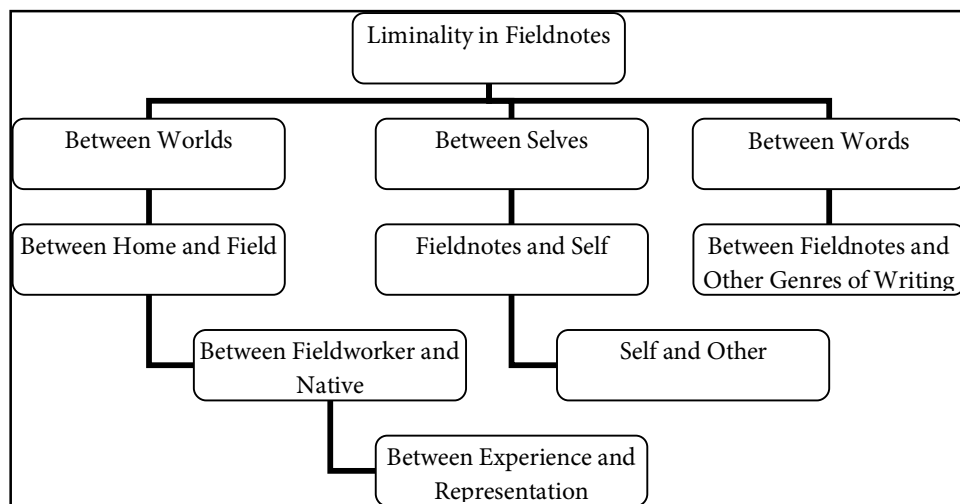 Liminality in Fieldnotes
Between Worlds
Between Selves
Between Words
Between Home and Field
Fieldnotes and Self
Between Fieldnotes and
Other Genres of Writing
Between Fieldworker and
Native
Self and Other
Between Experience and
Representation